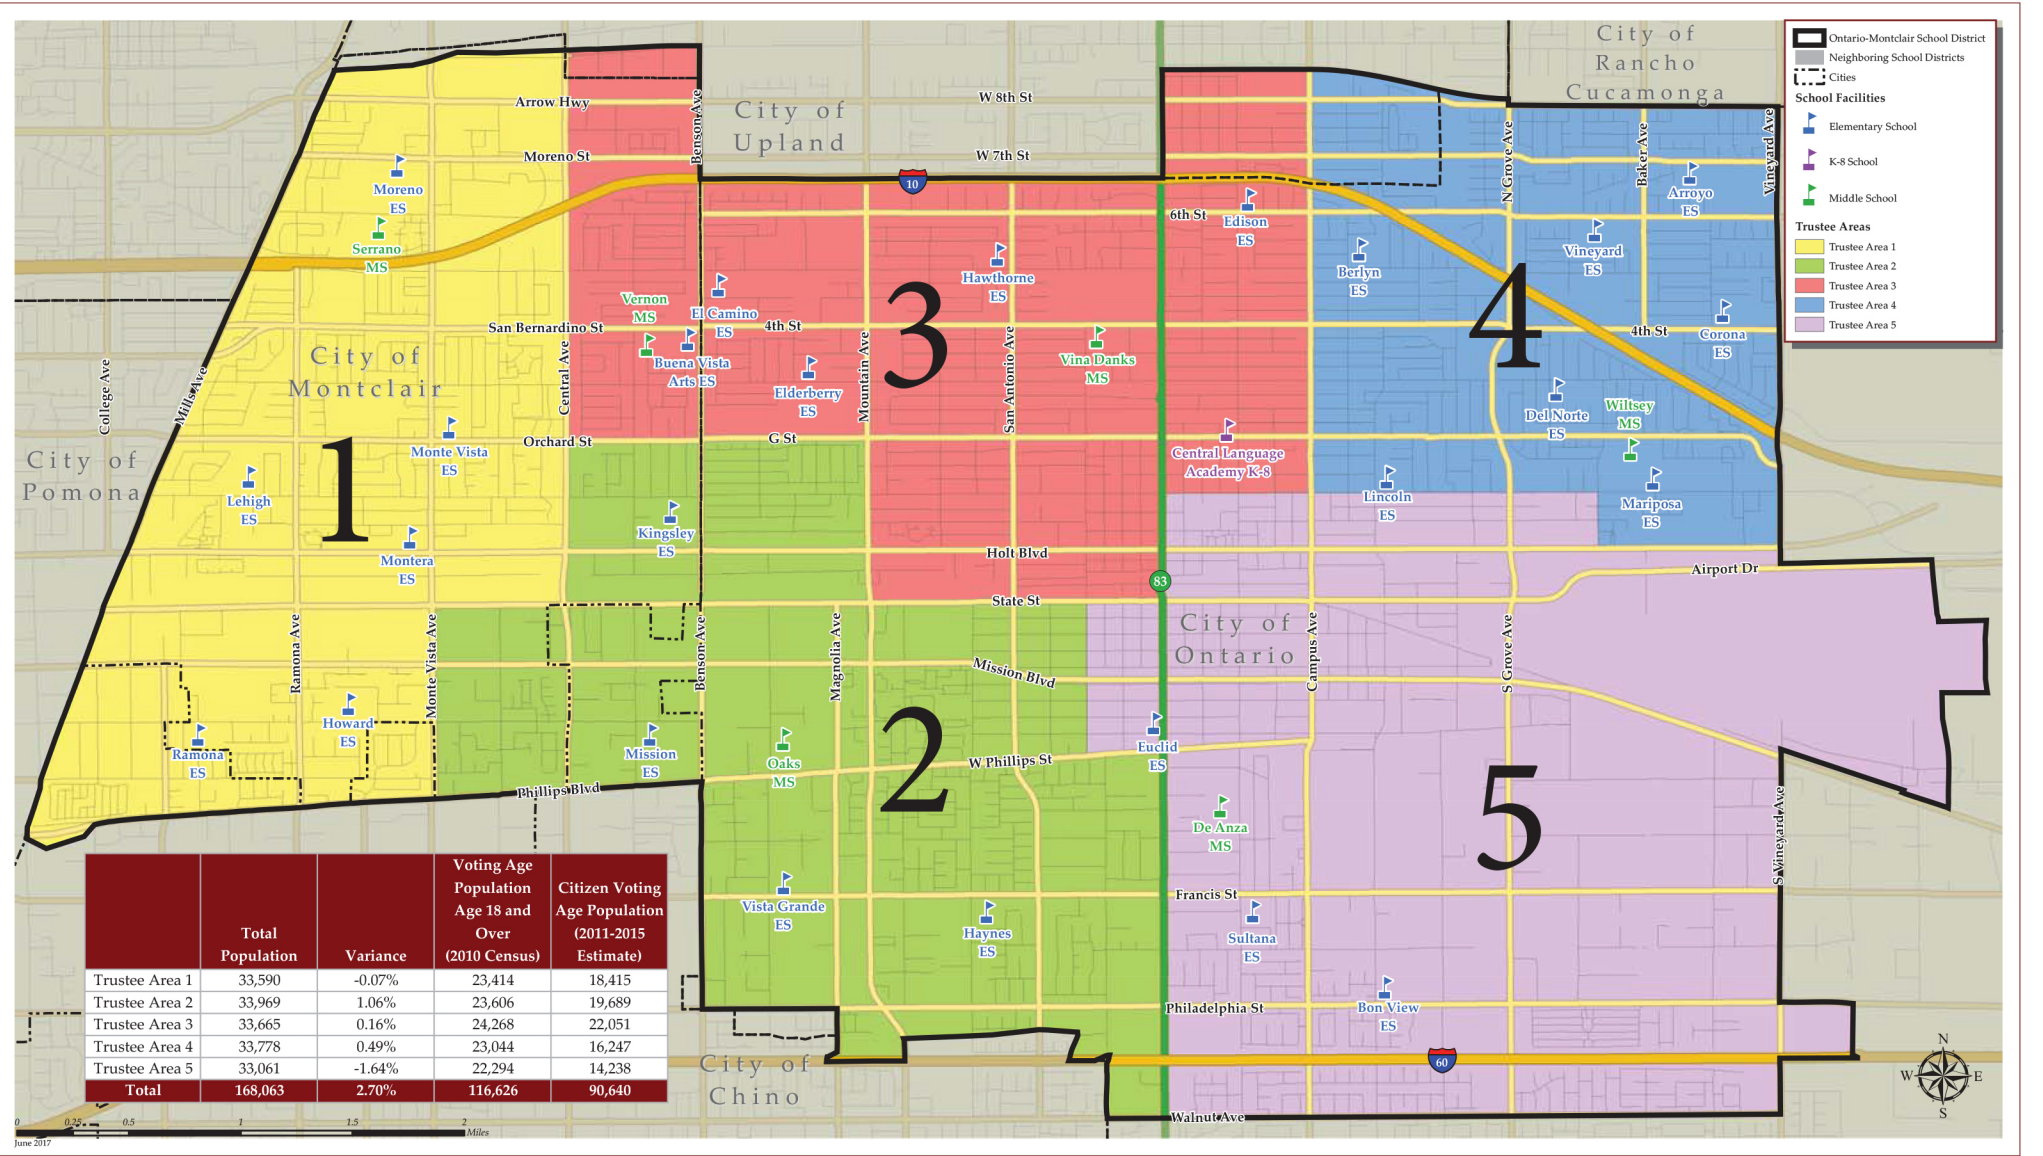 City of
Rancho
Cucamonga
City of
Upland
W 8th St
W 7th St
Arrow Hwy
Moreno St
Benson Ave
10
N Grove Ave
Baker Ave
Vineyard Ave
Ontario-Montclair School District
Neighboring School Districts
Cities
School Facilities
Elementary School
K-8 School
Middle School
Trustee Areas
Trustee Area 1
Trustee Area 2
Trustee Area 3
Trustee Area 4
Trustee Area 5
Moreno
ES
Serrano
MS
6th St
Edison
ES
Arroyo
ES
Vineyard
ES
Berlyn
ES
Hawthorne
ES
Vernon
MS
El Camino
ES
San Bernardino St
4th St
3
4
4th St
Corona
ES
Buena Vista
Arts ES
Vina Danks
MS
Elderberry
ES
City of
Montclair
College Ave
Mills Ave
Central Ave
Mountain Ave
San Antonio Ave
Del Norte
ES
Wiltsey
MS
Orchard St
G St
Monte Vista
ES
Central Language
Academy K-8
City of
Pomona
1
Lehigh
ES
Lincoln
ES
Mariposa
ES
Kingsley
ES
Montera
ES
Holt Blvd
Airport Dr
83
State St
City of
Ontario
Ramona Ave
Monte Vista Ave
Benson Ave
Magnolia Ave
Campus Ave
S Grove Ave
Mission Blvd
Howard
ES
Ramona
ES
Mission
ES
Oaks
MS
2
W Phillips St
Euclid
ES
Phillips Blvd
5
De Anza
MS
S Vineyard Ave
Vista Grande
ES
Haynes
ES
Francis St
Sultana
ES
Philadelphia St
Bon View
ES
City of
Chino
60
Walnut Ave
N
W E
S
Total Population Variance Voting Age Population Age 18 and Over (2010 Census) Citizen Voting Age Population (2011-2015 Estimate)
Trustee Area 1 33,590 -0.07% 23,414 18,415
Trustee Area 2 33,969 1.06% 23,606 19,689
Trustee Area 3 33,665 0.16% 24,268 22,051
Trustee Area 4 33,778 0.49% 23,044 16,247
Trustee Area 5 33,061 -1.64% 22,294 14,238
Total 168,063 2.70% 116,626 90,640
0 0.25 0.5 1 1.5 2
Miles
June 2017